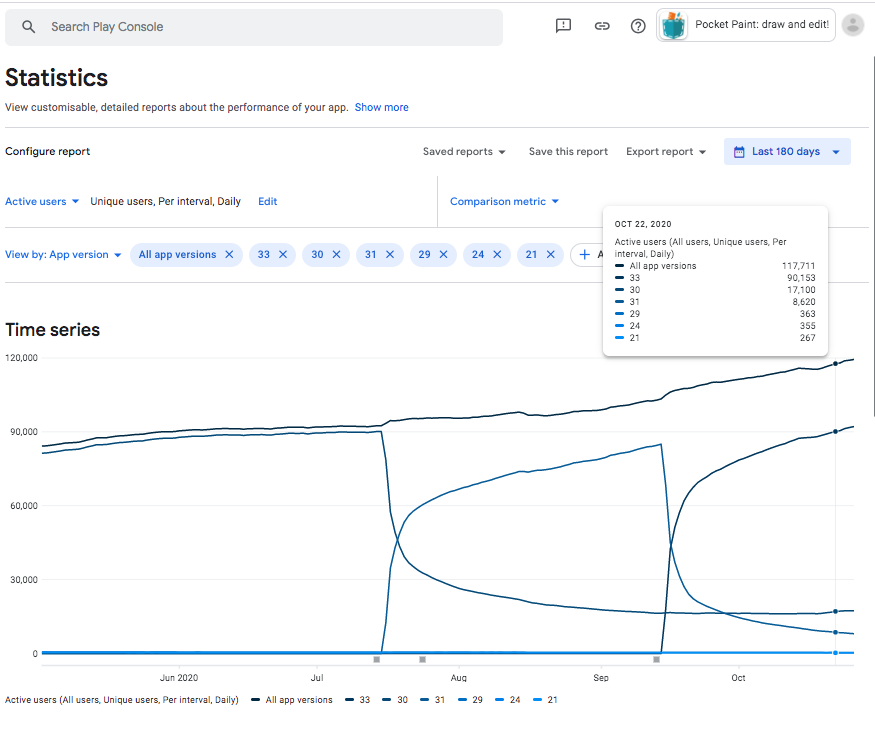 Search Play Console
Pocket Paint: draw and edit!
Statistics
View customisable, detailed reports about the performance of your app. Show more
Configure report
Saved reports
Save this report
Export report
Last 180 days
Active users
Unique users, Per interval, Daily
Edit
Comparison metric
View by: App version
All app versions
33
30
31
29
24
21
A
OCT 22, 2020
Active users (All users, Unique users, Per
interval, Daily)
All app versions 117,711
33 90,153
30 17,100
31 8,620
29 363
24 355
21 267
Time series
120,000
90,000
60,000
30,000
0
Jun 2020
Jul
Aug
Sep
Oct
Active users (All users, Unique users, Per interval, Daily) All app versions 33 30 31 29 24 21